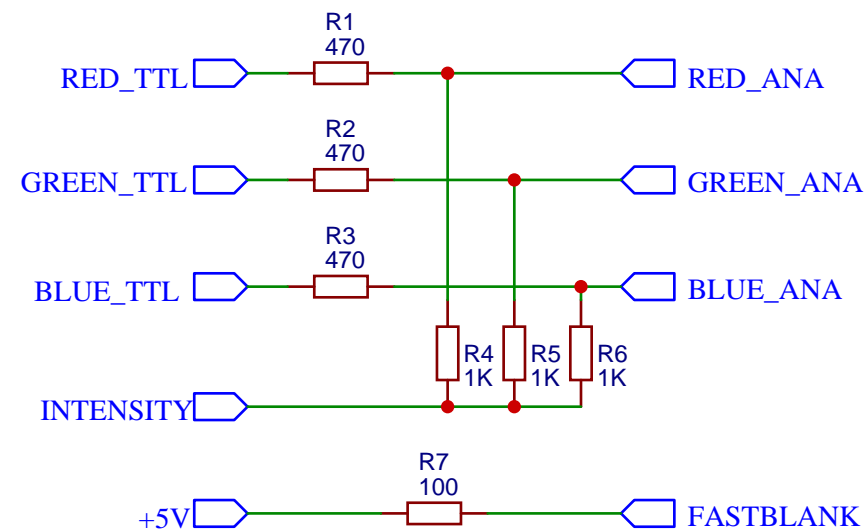 R1
470
RED_TTL
RED_ANA
R2
470
GREEN_TTL
GREEN_ANA
R3
470
BLUE_TTL
BLUE_ANA
R4
1K
R5
1K
R6
1K
INTENSITY
R7
100
+5V
FASTBLANK